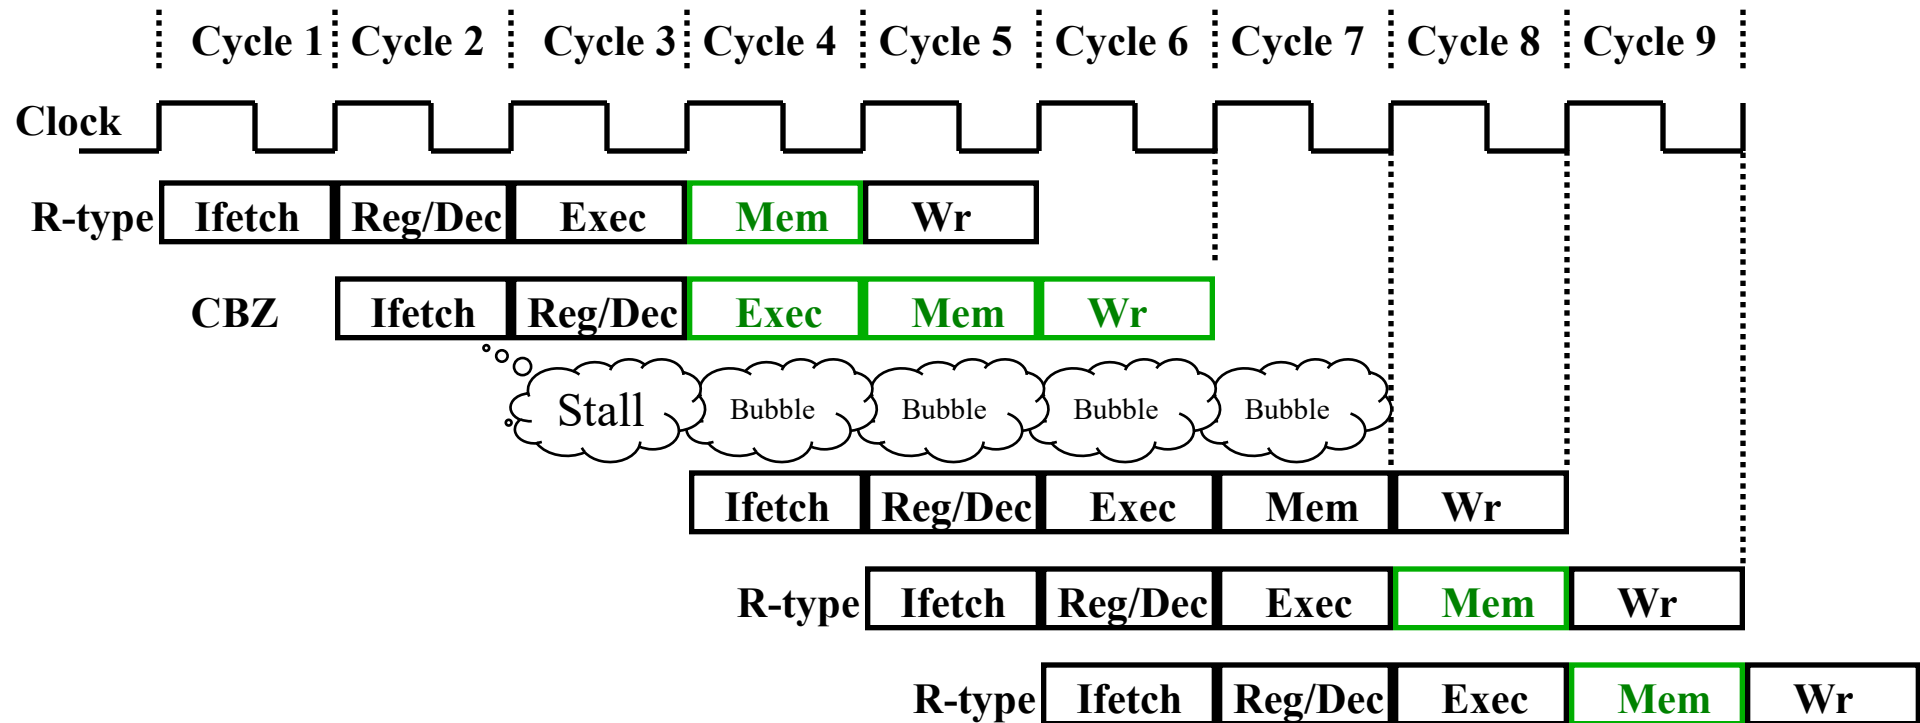 Cycle 1 Cycle 2 Cycle 3 Cycle 4 Cycle 5 Cycle 6 Cycle 7 Cycle 8 Cycle 9
Clock
R-type Ifetch Reg/Dec Exec Mem Wr
CBZ Ifetch Reg/Dec Exec Mem Wr
Stall Bubble Bubble Bubble Bubble
Ifetch Reg/Dec Exec Mem Wr
R-type Ifetch Reg/Dec Exec Mem Wr
R-type Ifetch Reg/Dec Exec Mem Wr